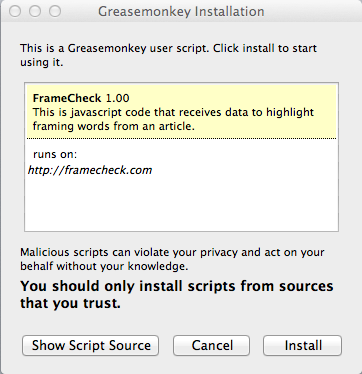 Greasemonkey Installation
This is a Greasemonkey user script. Click install to start
using it.
FrameCheck 1.00
This is javascript code that receives data to highlight
framing words from an article.
runs on:
http://framecheck.com
Malicious scripts can violate your privacy and act on your
behalf without your knowledge.
You should only install scripts from sources
that you trust.
Show Script Source Cancel Install